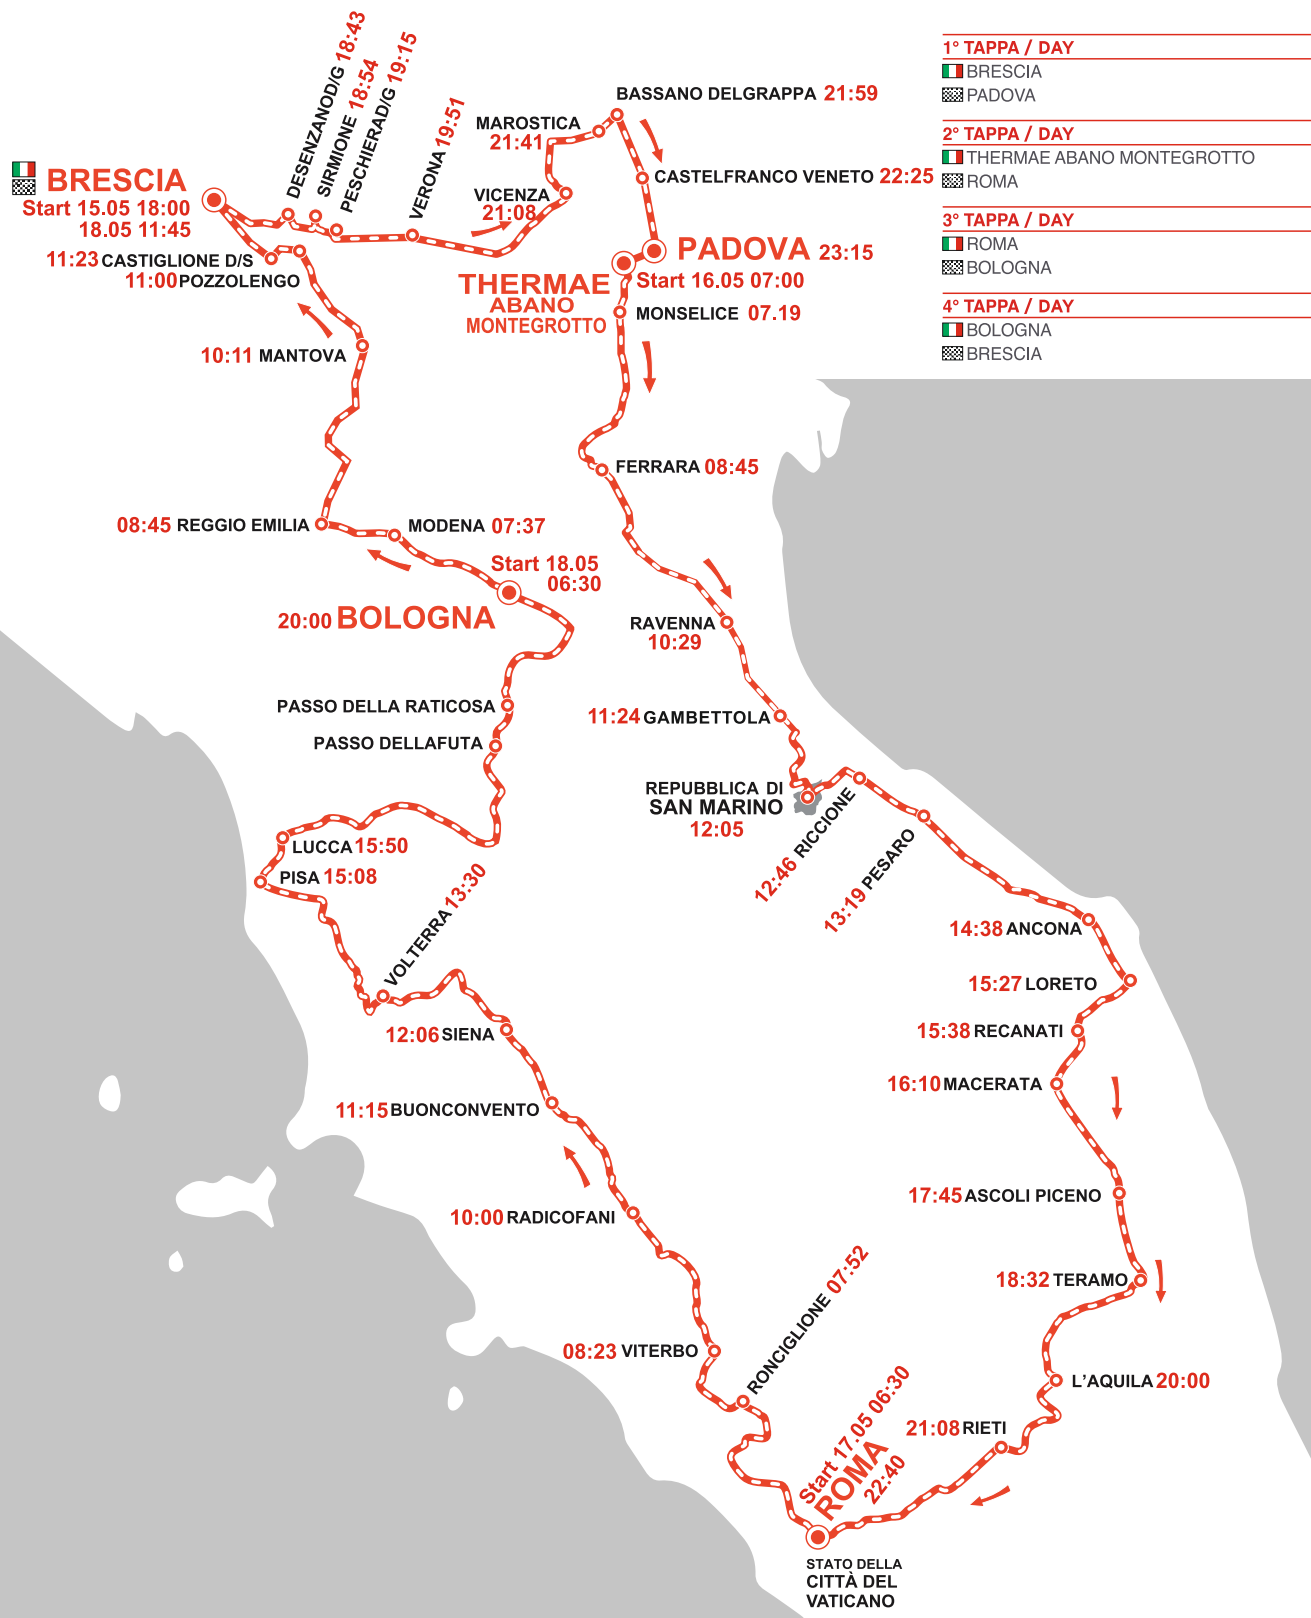 1° TAPPA / DAY
BRESCIA
PADOVA
2° TAPPA / DAY
THERMAE ABANO MONTEGROTTO
ROMA
3° TAPPA / DAY
ROMA
BOLOGNA
4° TAPPA / DAY
BOLOGNA
BRESCIA
BRESCIA
Start 15.05 18:00
18.05 11:45
DESENZANOD/G 18:43
SIRMIONE 18:54
PESCHIERAD/G 19:15
VERONA 19:51
VICENZA
21:08
MAROSTICA
21:41
BASSANO DELGRAPPA 21:59
CASTELFRANCO VENETO 22:25
PADOVA 23:15
THERMAE
ABANO
MONTEGROTTO
Start 16.05 07:00
MONSELICE 07.19
FERRARA 08:45
RAVENNA
10:29
11:24 GAMBETTOLA
REPUBBLICA DI
SAN MARINO
12:05
12:46 RICCIONE
13:19 PESARO
14:38 ANCONA
15:27 LORETO
15:38 RECANATI
16:10 MACERATA
17:45 ASCOLI PICENO
18:32 TERAMO
L'AQUILA 20:00
21:08 RIETI
Start 17.05 06:30
ROMA
22:40
STATO DELLA
CITTÀ DEL
VATICANO
RONCIGLIONE 07:52
08:23 VITERBO
10:00 RADICOFANI
11:15 BUONCONVENTO
12:06 SIENA
VOLTERRA 13:30
PISA 15:08
LUCCA 15:50
PASSO DELLAFUTA
PASSO DELLA RATICOSA
20:00 BOLOGNA
Start 18.05
06:30
MODENA 07:37
08:45 REGGIO EMILIA
10:11 MANTOVA
11:00 POZZOLENGO
11:23 CASTIGLIONE D/S